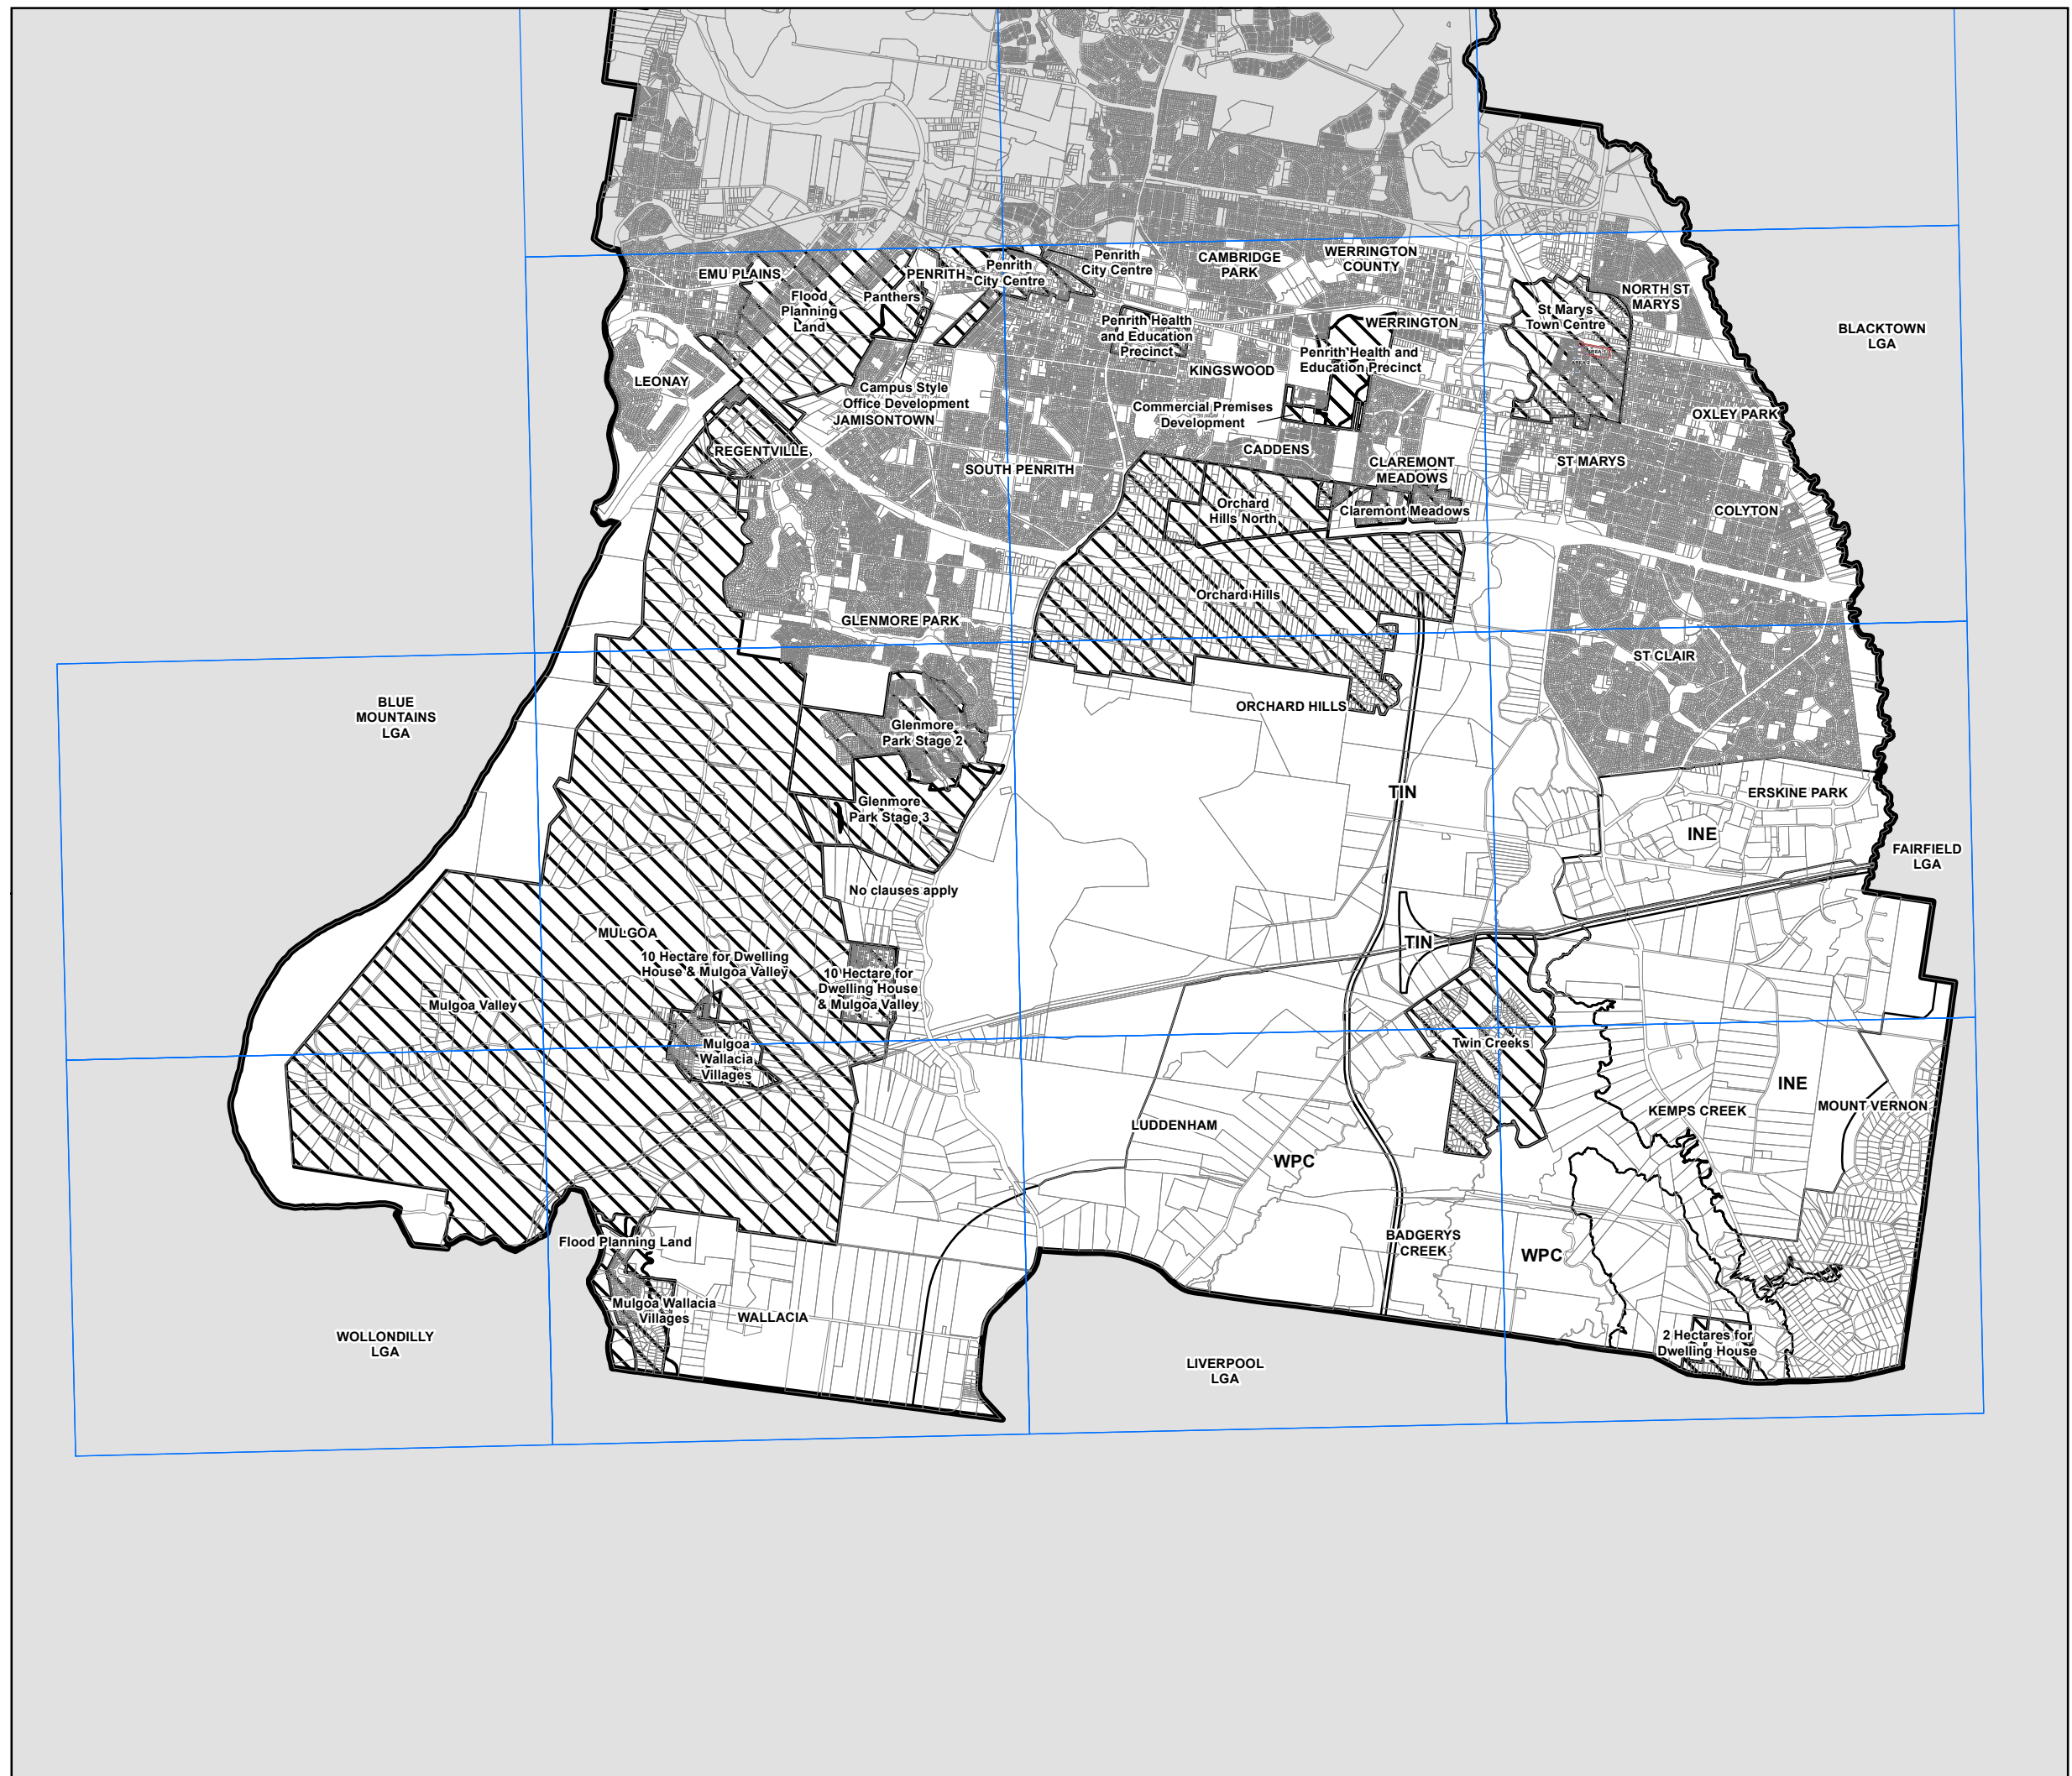 EMU PLAINS
PENRITH
Penrith
City Centre
Penrith
City Centre
CAMBRIDGE
PARK
WERRINGTON
COUNTY
Flood
Planning
Land
Panthers
NORTH ST
MARYS
St Marys
Town Centre
BLACKTOWN
LGA
Penrith Health
and Education
Precinct
WERRINGTON
Penrith Health and
Education Precinct
KINGSWOOD
LEONAY
Campus Style
Office Development
JAMISONTOWN
Commercial Premises
Development
OXLEY PARK
REGENTVILLE
SOUTH PENRITH
CADDENS
CLAREMONT
MEADOWS
ST MARYS
Orchard
Hills North
Claremont Meadows
COLYTON
Orchard Hills
GLENMORE PARK
ST CLAIR
BLUE
MOUNTAINS
LGA
ORCHARD HILLS
Glenmore
Park Stage 2
TIN
ERSKINE PARK
Glenmore
Park Stage 3
INE
FAIRFIELD
LGA
No clauses apply
MULGOA
TIN
10 Hectare for Dwelling
House & Mulgoa Valley
10 Hectare for
Dwelling House
& Mulgoa Valley
Mulgoa Valley
Mulgoa
Wallacia
Villages
Twin Creeks
INE
KEMPS CREEK
MOUNT VERNON
LUDDENHAM
WPC
Flood Planning Land
BADGERYS
CREEK
WPC
Mulgoa Wallacia
Villages
WALLACIA
WOLLONDILLY
LGA
2 Hectares for
Dwelling House
LIVERPOOL
LGA